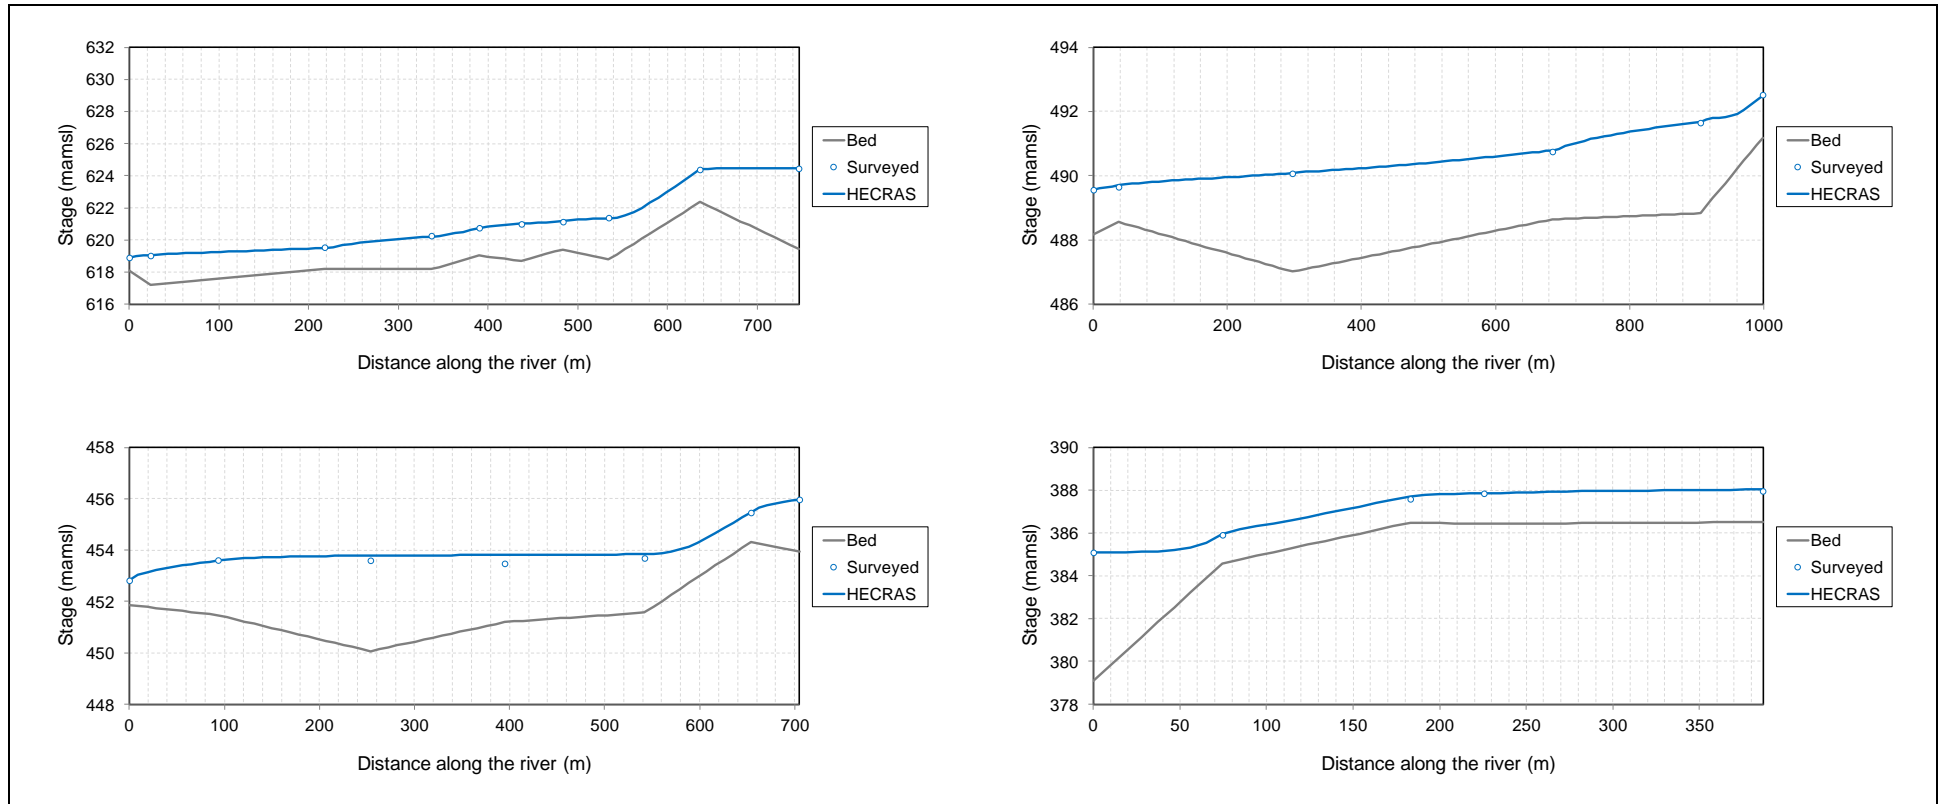 632
630
628
626
624
622
620
618
616
Stage (mamsl)
0 100 200 300 400 500 600 700
Distance along the river (m)
Bed
Surveyed
HECRAS
494
492
490
488
486
Stage (mamsl)
0 200 400 600 800 1000
Distance along the river (m)
Bed
Surveyed
HECRAS
458
456
454
452
450
448
Stage (mamsl)
0 100 200 300 400 500 600 700
Distance along the river (m)
Bed
Surveyed
HECRAS
390
388
386
384
382
380
378
Stage (mamsl)
0 50 100 150 200 250 300 350
Distance along the river (m)
Bed
Surveyed
HECRAS